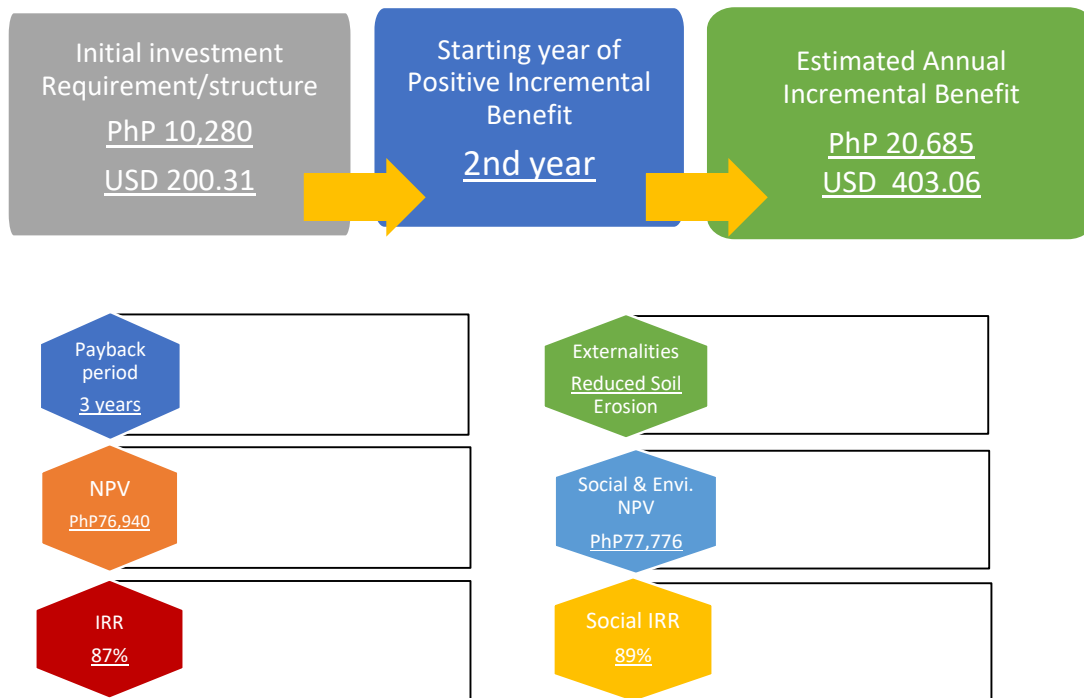 Initial investment
Requirement/structure
PhP 10,280
USD 200.31
Starting year of
Positive Incremental
Benefit
2nd year
Estimated Annual
Incremental Benefit
PhP 20,685
USD 403.06
Payback
period
3 years
Externalities
Reduced Soil
Erosion
NPV
PhP76,940
Social & Envi.
NPV
PhP77,776
IRR
87%
Social IRR
89%